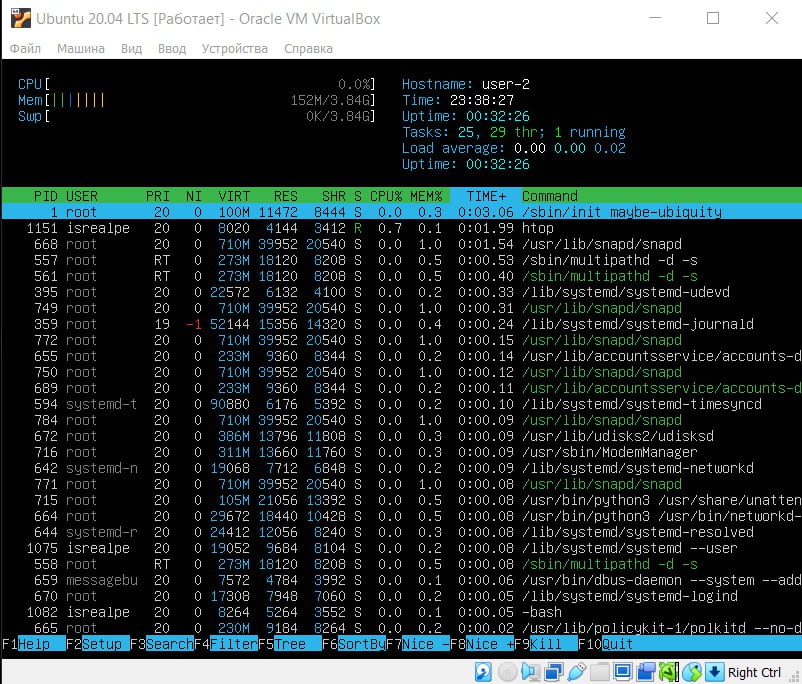 Ubuntu 20.04 LTS [Работает] - Oracle VM VirtualBox
Файл Машина Вид Ввод Устройства Справка
CPU[ 0.0%] Hostname: user-2
Mem[||||||| 152M/3.84G] Time: 23:38:27
Swp[ 0K/3.84G] Uptime: 00:32:26
Tasks: 25, 29 thr; 1 running
Load average: 0.00 0.00 0.02
Uptime: 00:32:26
PID USER PRI NI VIRT RES SHR S CPU% MEM% TIME+ Command
1 root 20 0 100M 11472 8444 S 0.0 0.3 0:03.06 /sbin/init maybe-ubiquity
1151 isrealpe 20 0 8020 4144 3412 R 0.7 0.1 0:01.99 htop
668 root 20 0 710M 39952 20540 S 0.0 1.0 0:01.54 /usr/lib/snapd/snapd
557 root RT 0 273M 18120 8208 S 0.0 0.5 0:00.53 /sbin/multipathd -d -s
561 root RT 0 273M 18120 8208 S 0.0 0.5 0:00.40 /sbin/multipathd -d -s
395 root 20 0 22572 6132 4100 S 0.0 0.2 0:00.33 /lib/systemd/systemd-udevd
749 root 20 0 710M 39952 20540 S 0.0 1.0 0:00.31 /usr/lib/snapd/snapd
359 root 19 -1 52144 15356 14320 S 0.0 0.4 0:00.24 /lib/systemd/systemd-journald
772 root 20 0 710M 39952 20540 S 0.0 1.0 0:00.15 /usr/lib/snapd/snapd
655 root 20 0 233M 9360 8344 S 0.0 0.2 0:00.14 /usr/lib/accountsservice/accounts-d
750 root 20 0 710M 39952 20540 S 0.0 1.0 0:00.12 /usr/lib/snapd/snapd
689 root 20 0 233M 9360 8344 S 0.0 0.2 0:00.11 /usr/lib/accountsservice/accounts-d
594 systemd-t 20 0 90880 6176 5392 S 0.0 0.2 0:00.10 /lib/systemd/systemd-timesyncd
784 root 20 0 710M 39952 20540 S 0.0 1.0 0:00.09 /usr/lib/snapd/snapd
672 root 20 0 386M 13796 11808 S 0.0 0.3 0:00.09 /usr/lib/udisks2/udisksd
716 root 20 0 311M 13660 11760 S 0.0 0.3 0:00.09 /usr/sbin/ModemManager
642 systemd-n 20 0 19068 7712 6848 S 0.0 0.2 0:00.09 /lib/systemd/systemd-networkd
771 root 20 0 710M 39952 20540 S 0.0 1.0 0:00.08 /usr/lib/snapd/snapd
715 root 20 0 105M 21056 13392 S 0.0 0.5 0:00.08 /usr/bin/python3 /usr/share/unatten
664 root 20 0 29672 18440 10428 S 0.0 0.5 0:00.08 /usr/bin/python3 /usr/bin/networkd-
644 systemd-r 20 0 24412 12056 8240 S 0.0 0.3 0:00.08 /lib/systemd/systemd-resolved
1075 isrealpe 20 0 19052 9684 8104 S 0.0 0.2 0:00.08 /lib/systemd/systemd --user
558 root RT 0 273M 18120 8208 S 0.0 0.5 0:00.08 /sbin/multipathd -d -s
659 messagebu 20 0 7572 4784 3992 S 0.0 0.1 0:00.06 /usr/bin/dbus-daemon --system --add
670 root 20 0 17308 7948 7060 S 0.0 0.2 0:00.05 /lib/systemd/systemd-logind
1082 isrealpe 20 0 8264 5264 3552 S 0.0 0.1 0:00.05 -bash
665 root 20 0 230M 9184 8264 S 0.0 0.2 0:00.02 /usr/lib/policykit-1/polkitd --no-d
F1Help F2Setup F3SearchF4FilterF5Tree F6SortByF7Nice -F8Nice +F9Kill F10Quit
Right Ctrl